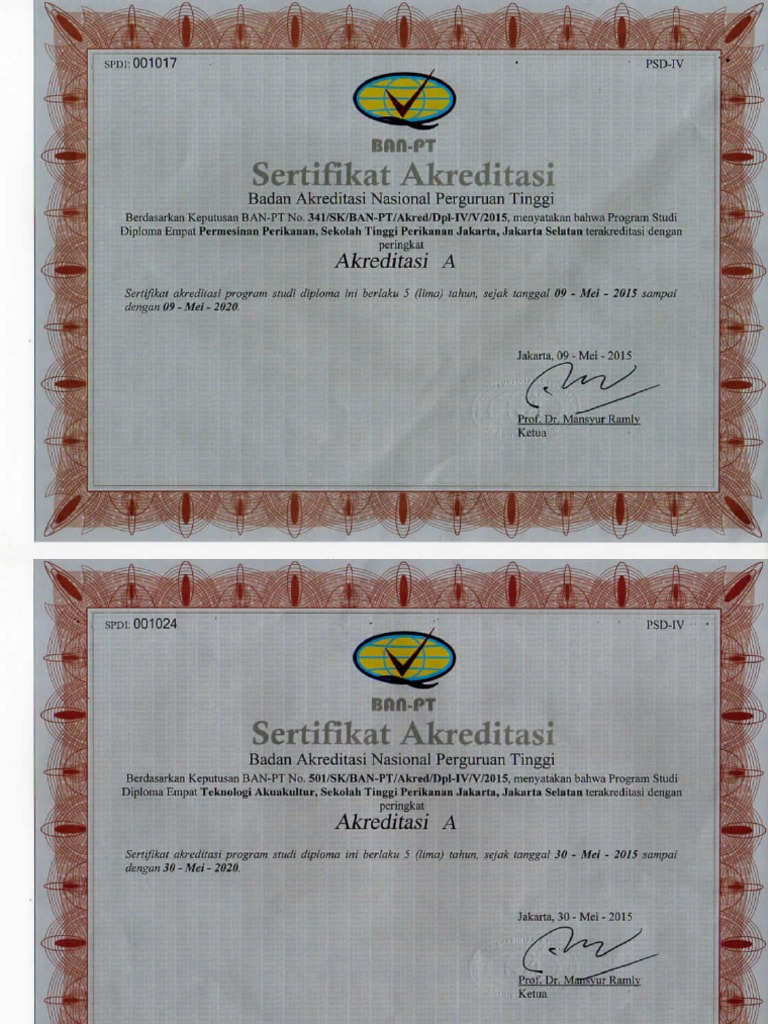 SPDI: 001017 PSD-IV
BAN-PT
Sertifikat Akreditasi
Badan Akreditasi Nasional Perguruan Tinggi
Berdasarkan Keputusan BAN-PT No. 341/SK/BAN-PT/Akred/Dpl-IV/V/2015, menyatakan bahwa Program Studi
Diploma Empat Permesinan Perikanan, Sekolah Tinggi Perikanan Jakarta, Jakarta Selatan terakreditasi dengan
peringkat
Akreditasi A
Sertifikat akreditasi program studi diploma ini berlaku 5 (lima) tahun, sejak tanggal 09 - Mei - 2015 sampai
dengan 09 - Mei - 2020.
Jakarta, 09 - Mei - 2015
Prof. Dr. Mansyur Ramly
Ketua
SPDI: 001024 PSD-IV
BAN-PT
Sertifikat Akreditasi
Badan Akreditasi Nasional Perguruan Tinggi
Berdasarkan Keputusan BAN-PT No. 501/SK/BAN-PT/Akred/Dpl-IV/V/2015, menyatakan bahwa Program Studi
Diploma Empat Teknologi Akuakultur, Sekolah Tinggi Perikanan Jakarta, Jakarta Selatan terakreditasi dengan
peringkat
Akreditasi A
Sertifikat akreditasi program studi diploma ini berlaku 5 (lima) tahun, sejak tanggal 30 - Mei - 2015 sampai
dengan 30 - Mei - 2020.
Jakarta, 30 - Mei - 2015
Prof. Dr. Mansyur Ramly
Ketua